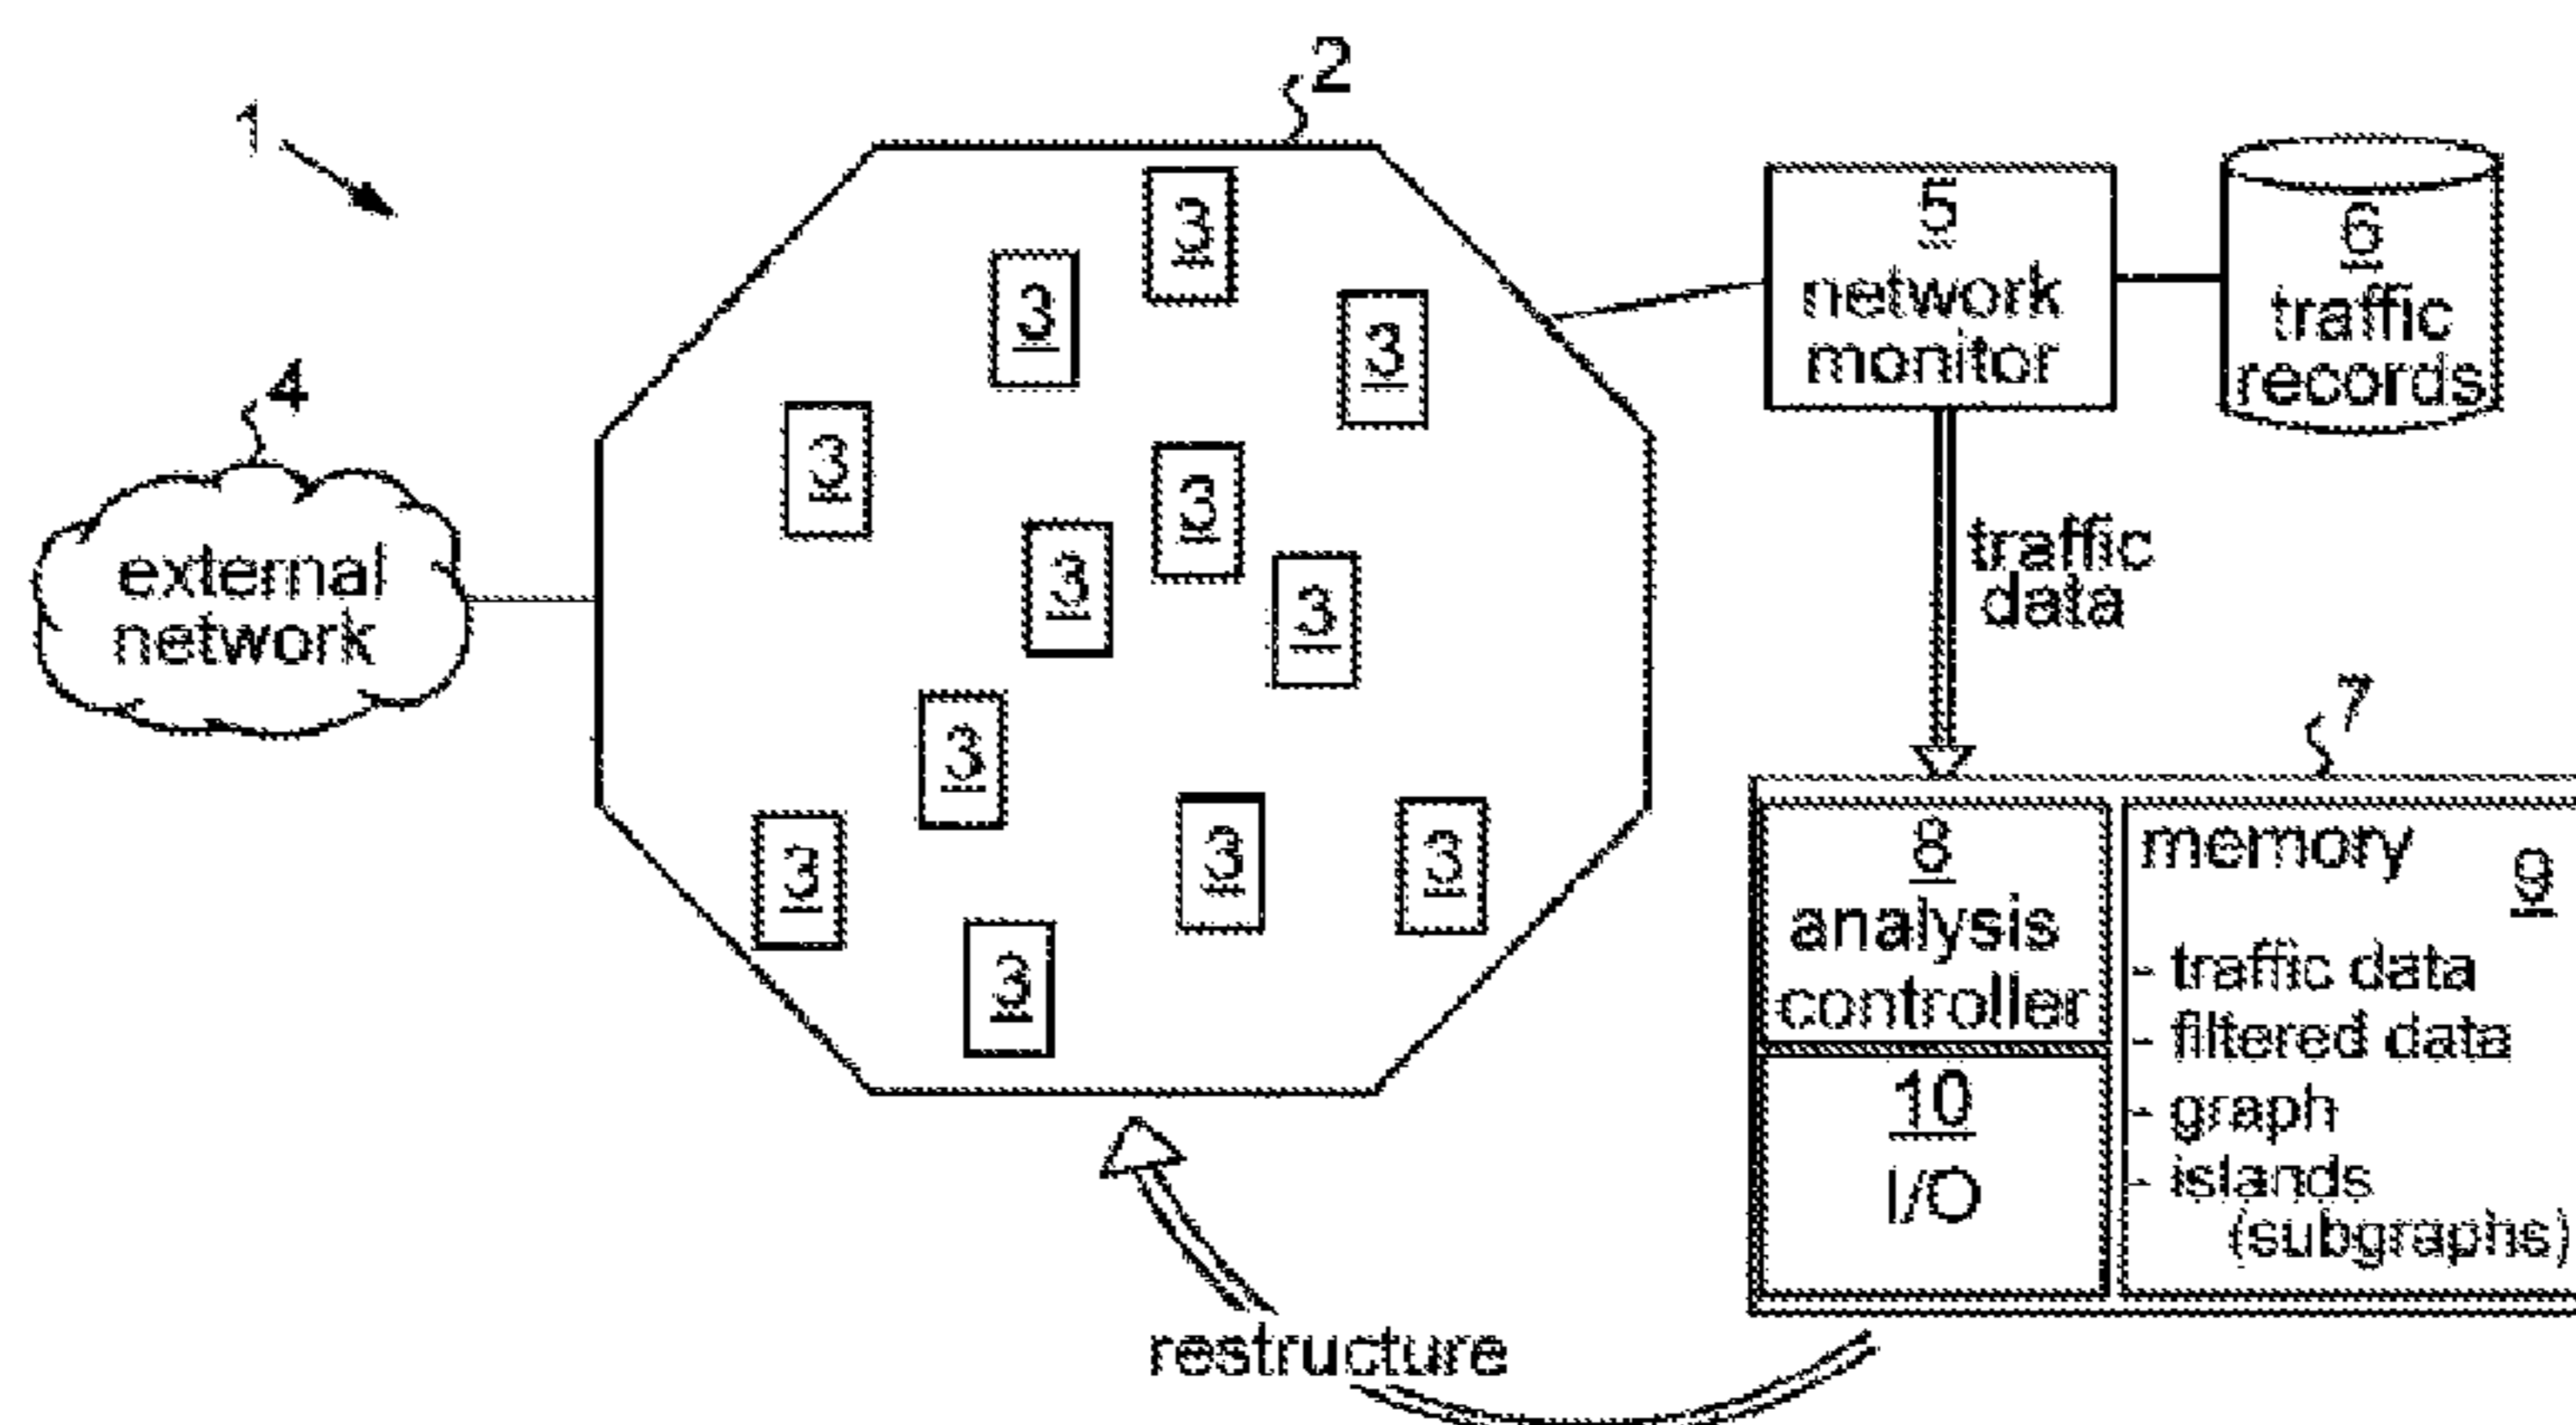 1
2
3
3
3
3
3
3
3
3
3
3
3
3
4
external
network
5
network
monitor
6
traffic
records
traffic
data
7
8
analysis
controller
10
I/O
memory
9
- traffic data
- filtered data
- graph
- islands
(subgraphs)
restructure